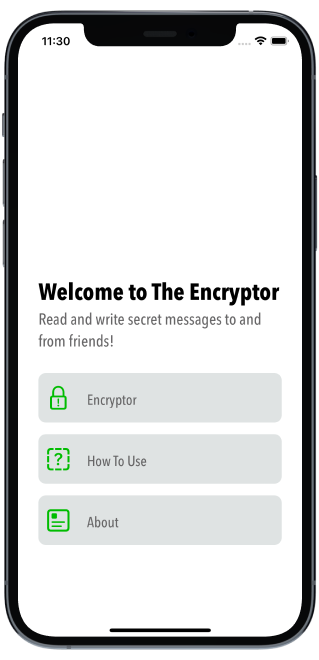 11:30
Welcome to The Encryptor
Read and write secret messages to and
from friends!
Encryptor
How To Use
About